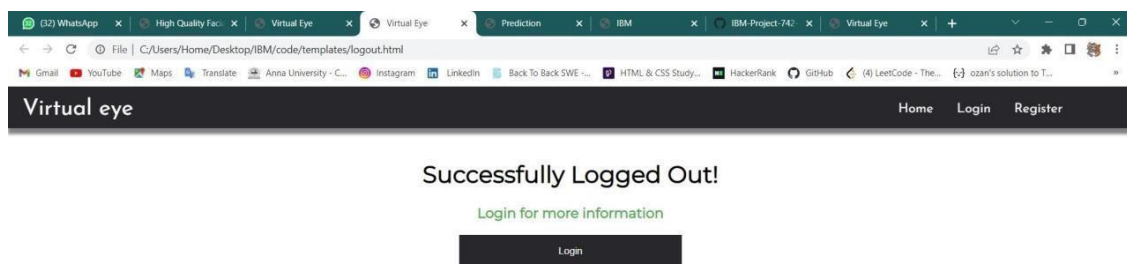 (32) WhatsApp High Quality Faci Virtual Eye Virtual Eye Prediction IBM IBM-Project-742 Virtual Eye
File C:/Users/Home/Desktop/IBM/code/templates/logout.html
Gmail YouTube Maps Translate Anna University - C... Instagram LinkedIn Back To Back SWE -... HTML & CSS Study... HackerRank GitHub (4) LeetCode - The... {-} ozan's solution to T... »
Virtual eye Home Login Register
Successfully Logged Out!
Login for more information
Login